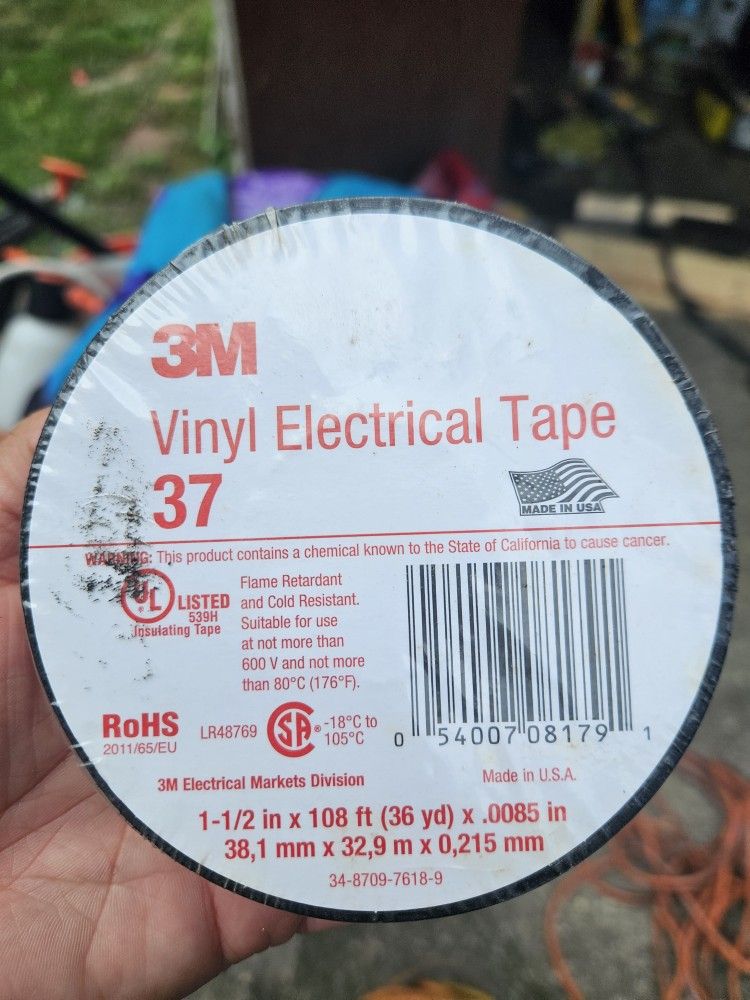 3M
Vinyl Electrical Tape
37
MADE IN USA
WARNING: This product contains a chemical known to the State of California to cause cancer.
UL ® LISTED
539H
Insulating Tape
Flame Retardant
and Cold Resistant.
Suitable for use
at not more than
600 V and not more
than 80°C (176°F).
RoHS
2011/65/EU
LR48769
SA ®
-18°C to
105°C
0 54007 08179 1
3M Electrical Markets Division
Made in U.S.A.
1-1/2 in x 108 ft (36 yd) x .0085 in
38,1 mm x 32,9 m x 0,215 mm
34-8709-7618-9